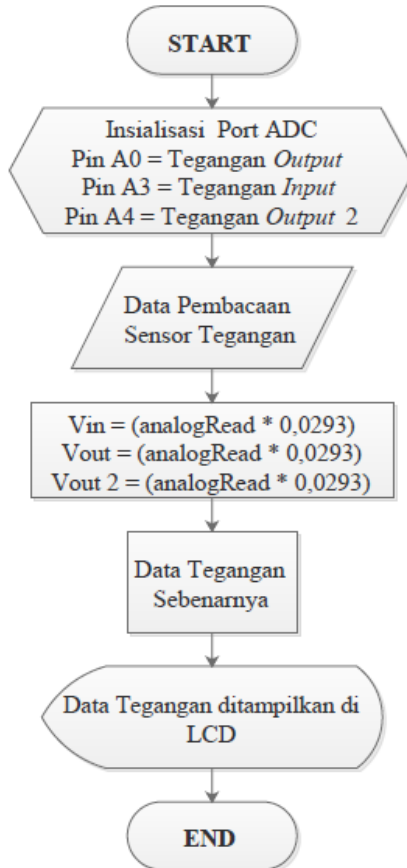 START
Insialisasi Port ADC
Pin A0 = Tegangan Output
Pin A3 = Tegangan Input
Pin A4 = Tegangan Output 2
Data Pembacaan
Sensor Tegangan
Vin = (analogRead * 0,0293)
Vout = (analogRead * 0,0293)
Vout 2 = (analogRead * 0,0293)
Data Tegangan
Sebenarnya
Data Tegangan ditampilkan di
LCD
END